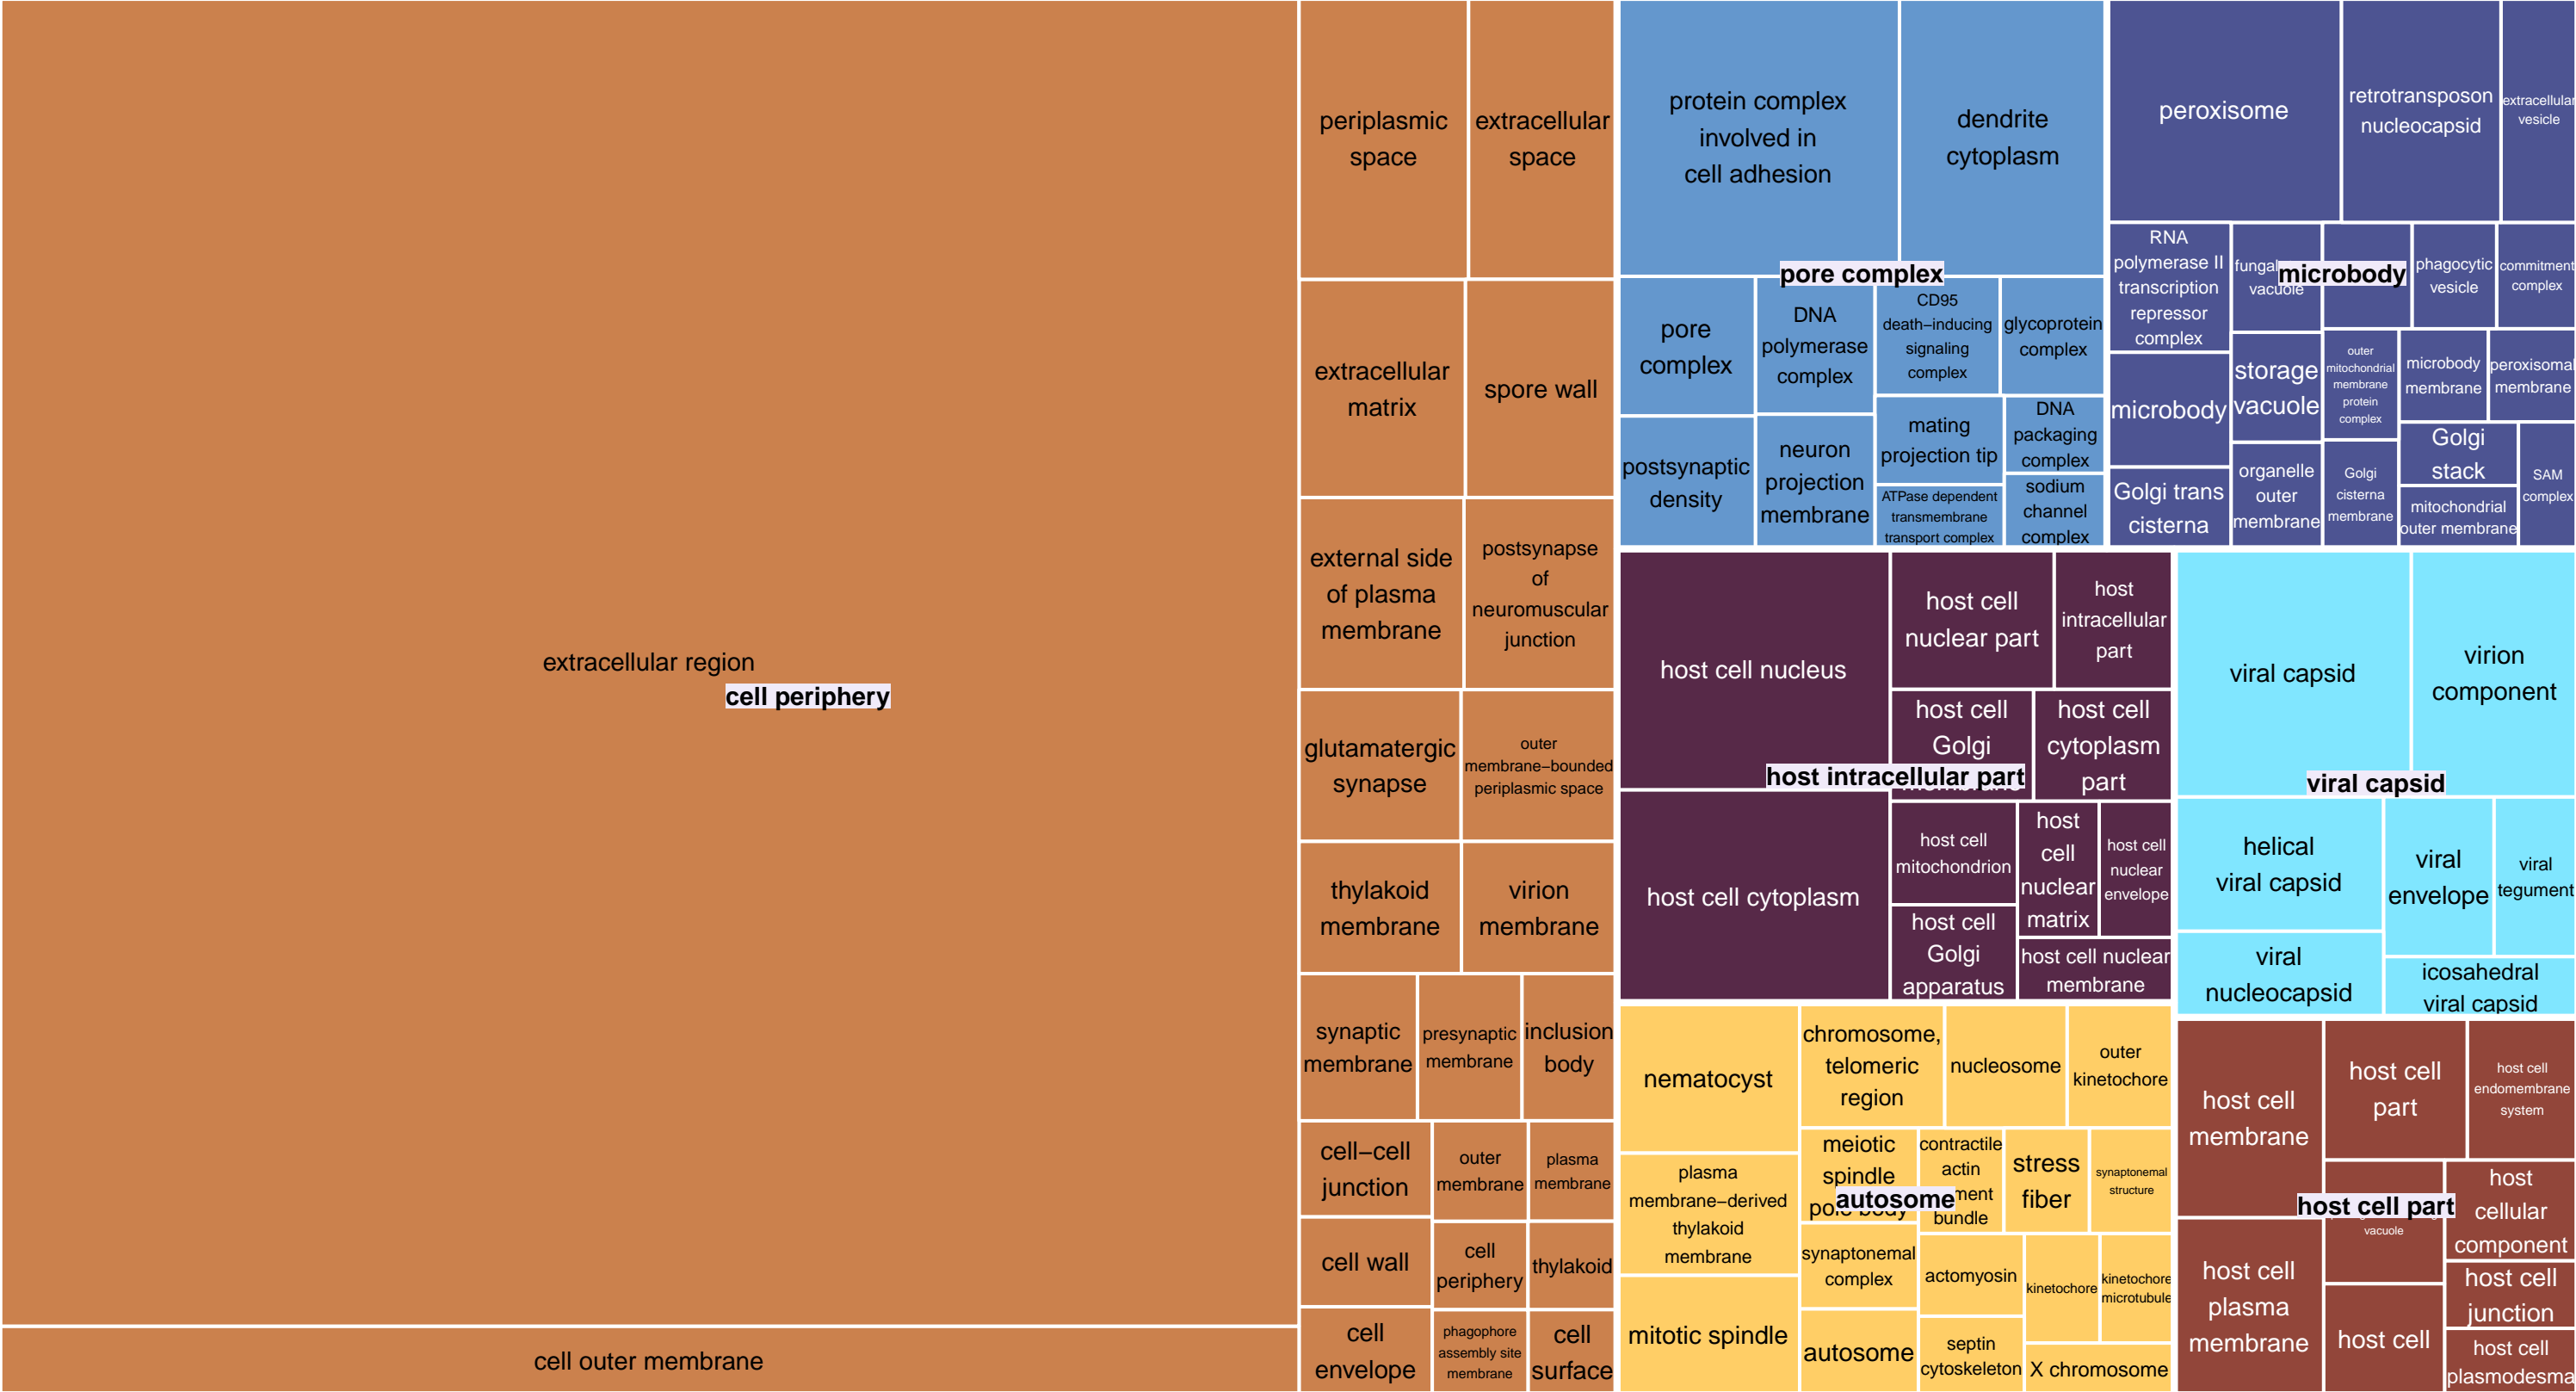 extracellular region
cell periphery
cell outer membrane
periplasmic
space
extracellular
space
extracellular
matrix
spore wall
external side
of plasma
membrane
postsynapse
of
neuromuscular
junction
glutamatergic
synapse
outer
membrane−bounded
periplasmic space
thylakoid
membrane
virion
membrane
synaptic
membrane
presynaptic
membrane
inclusion
body
cell−cell
junction
outer
membrane
plasma
membrane
cell wall
cell
periphery
thylakoid
cell
envelope
phagophore
assembly site
membrane
cell
surface
protein complex
involved in
cell adhesion
dendrite
cytoplasm
pore complex
pore
complex
DNA
polymerase
complex
CD95
death−inducing
signaling
complex
glycoprotein
complex
postsynaptic
density
neuron
projection
membrane
mating
projection tip
DNA
packaging
complex
ATPase dependent
transmembrane
transport complex
sodium
channel
complex
peroxisome
retrotransposon
nucleocapsid
extracellular
vesicle
RNA
polymerase II
transcription
repressor
complex
fungal
vacuole
microbody
phagocytic
vesicle
commitment
complex
microbody
storage
vacuole
outer
mitochondrial
membrane
protein
complex
microbody
membrane
peroxisomal
membrane
Golgi trans
cisterna
organelle
outer
membrane
Golgi
cisterna
membrane
Golgi
stack
mitochondrial
outer membrane
SAM
complex
host cell nucleus
host cell
nuclear part
host
intracellular
part
host cell
Golgi
host cell
cytoplasm
part
host intracellular part
host cell cytoplasm
host cell
mitochondrion
host
cell
nuclear
matrix
host cell
nuclear
envelope
host cell
Golgi
apparatus
host cell nuclear
membrane
viral capsid
virion
component
viral capsid
helical
viral capsid
viral
envelope
viral
tegument
viral
nucleocapsid
icosahedral
viral capsid
nematocyst
chromosome,
telomeric
region
nucleosome
outer
kinetochore
plasma
membrane−derived
thylakoid
membrane
meiotic
spindle
pole body
contractile
actin
bundle
autosome
stress
fiber
synaptonemal
structure
synaptonemal
complex
actomyosin
kinetochore
kinetochore
microtubule
mitotic spindle
autosome
septin
cytoskeleton
X chromosome
host cell
membrane
host cell
part
host cell
endomembrane
system
host cell part
vacuole
host
cellular
component
host cell
plasma
membrane
host cell
host cell
junction
host cell
plasmodesma